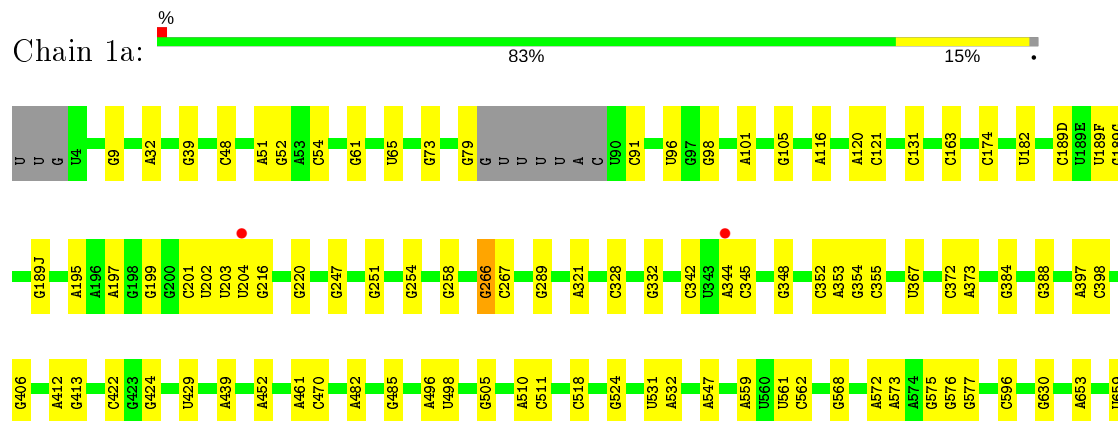 %
Chain 1a:
83% 15% •
U U G U4 G9 A32 G39 C48 A51 G52 A53 C54 G61 U65 G73 G79 G U U U U A C U90 C91 U96 G97 G98 A101 G105 A116 A120 C121 C131 C163 C174 U182 C189D U189E U189F
G189J A195 A196 A197 G198 G199 G200 C201 U202 U203 U204 G216 G220 G247 G251 G254 G258 G266 C267 G289 A321 C328 G332 C342 U343 A344 C345 G348 C352 A353 G354 C355 U367 C372 A373 G384 G388 A397 C398
G406 A412 G413 C422 G423 G424 U429 A439 A452 A461 C470 A482 G485 A496 U498 G505 A510 C511 C518 G524 U531 A532 A547 A559 U560 U561 C562 G568 A572 A573 A574 G575 G576 G577 C596 G630 A653